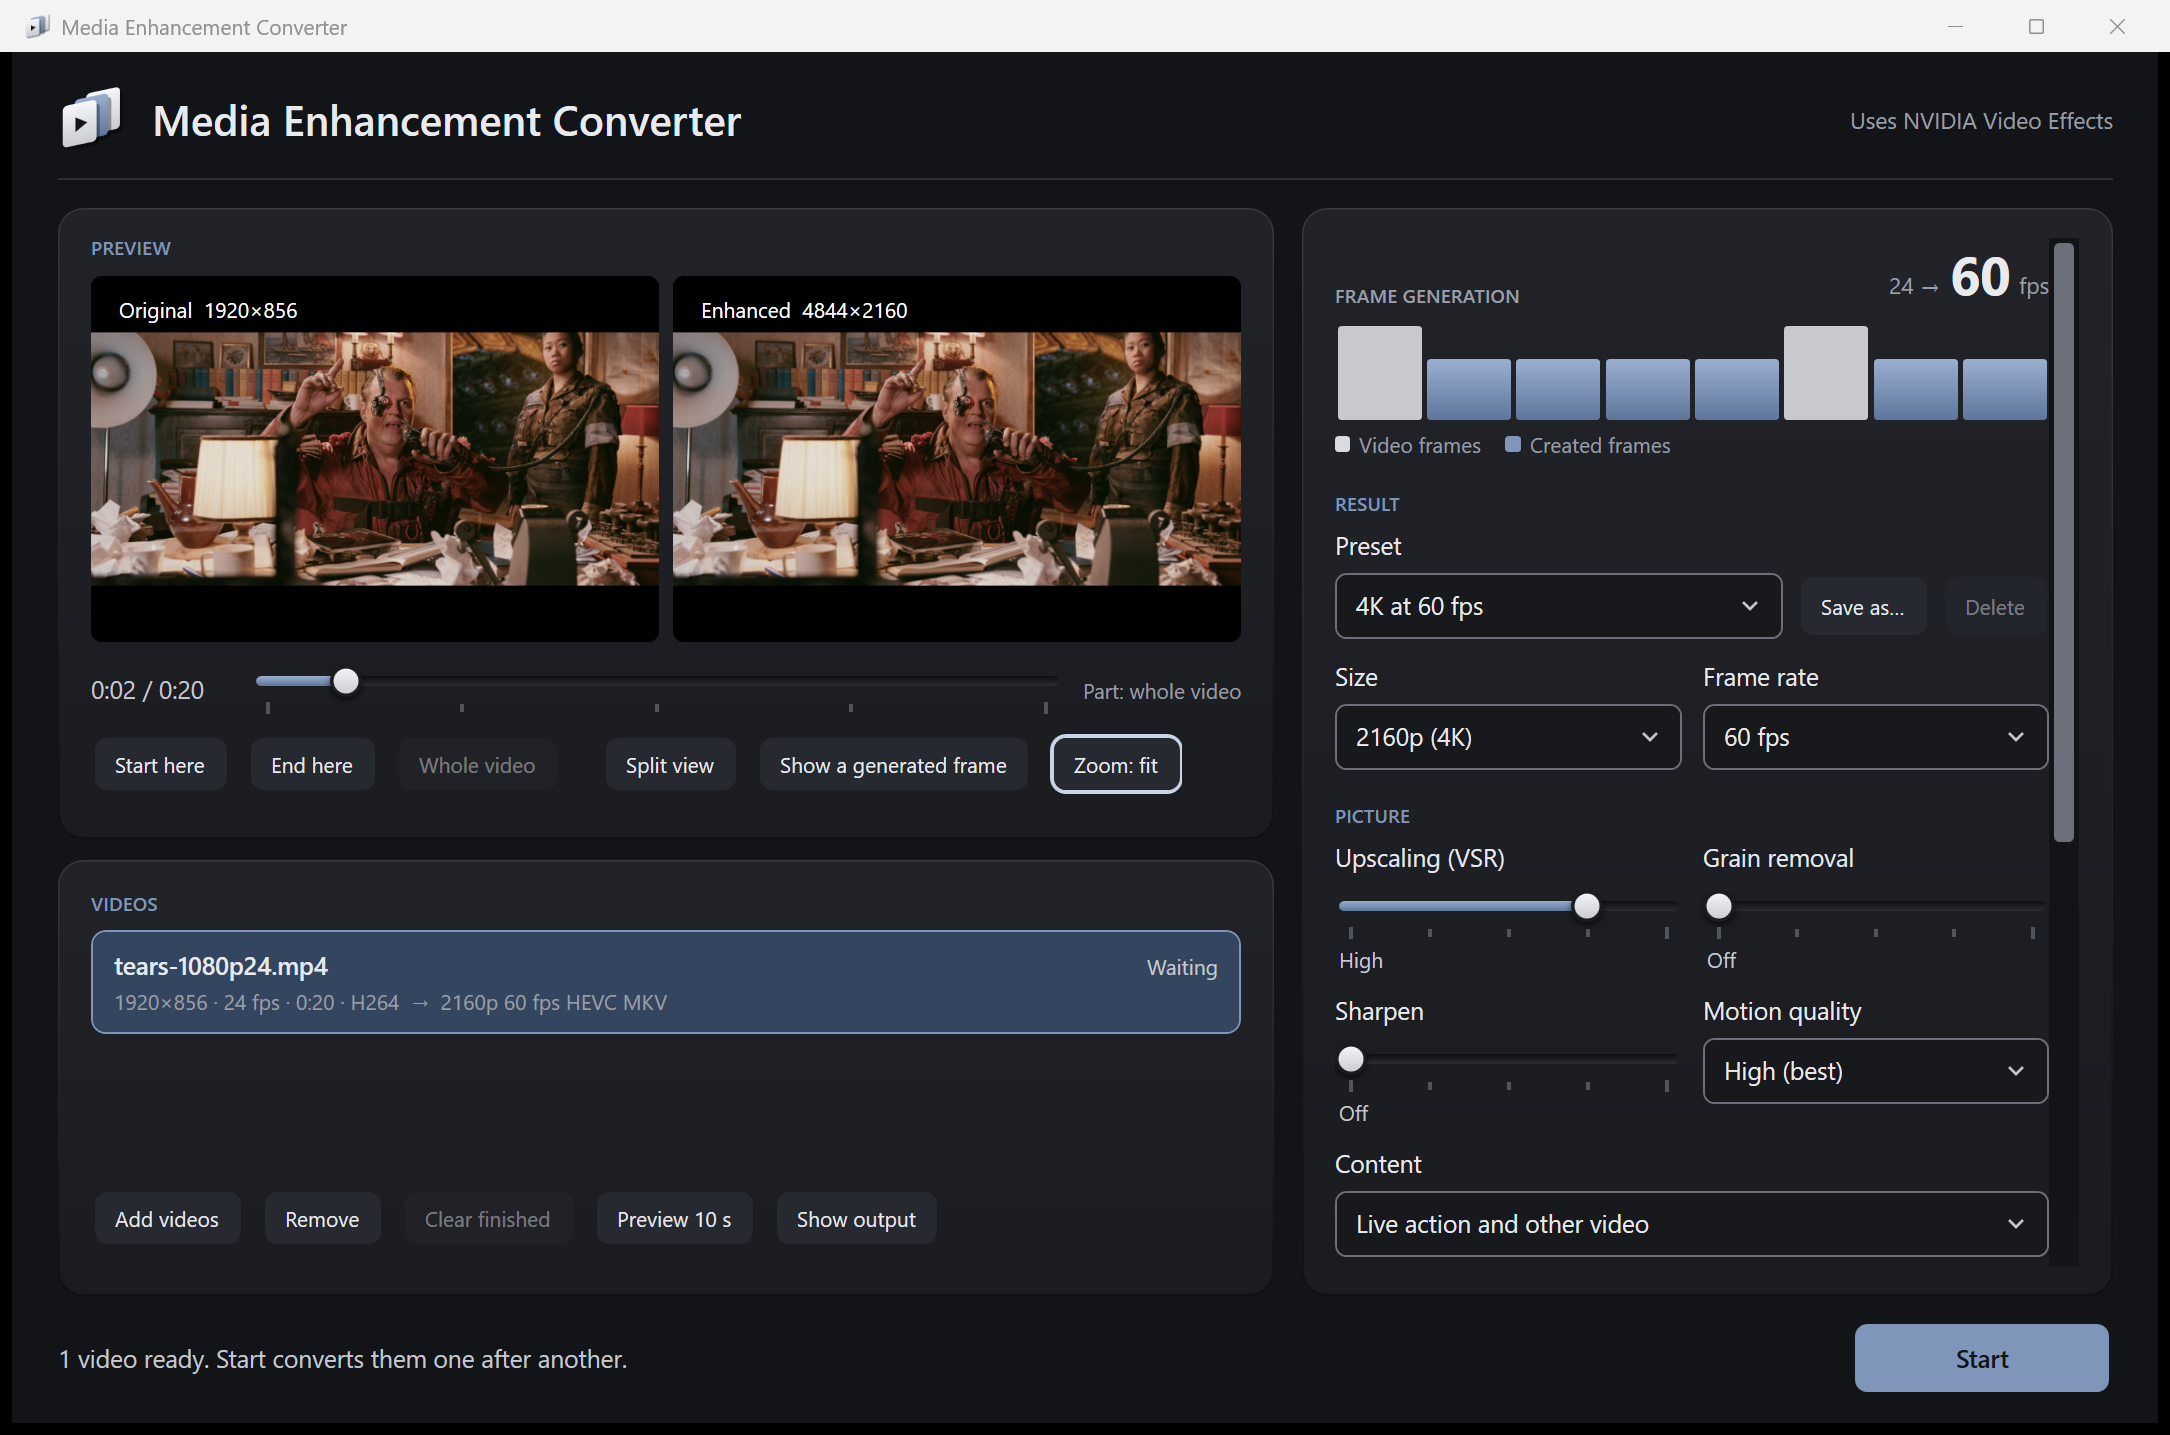 Media Enhancement Converter
Media Enhancement Converter
Uses NVIDIA Video Effects
PREVIEW
Original 1920×856
Enhanced 4844×2160
0:02 / 0:20
Part: whole video
Start here
End here
Whole video
Split view
Show a generated frame
Zoom: fit
VIDEOS
tears-1080p24.mp4
Waiting
1920×856 · 24 fps · 0:20 · H264 → 2160p 60 fps HEVC MKV
Add videos
Remove
Clear finished
Preview 10 s
Show output
FRAME GENERATION
24 → 60 fps
Video frames
Created frames
RESULT
Preset
4K at 60 fps
Save as...
Delete
Size
Frame rate
2160p (4K)
60 fps
PICTURE
Upscaling (VSR)
Grain removal
High
Off
Sharpen
Motion quality
High (best)
Off
Content
Live action and other video
1 video ready. Start converts them one after another.
Start